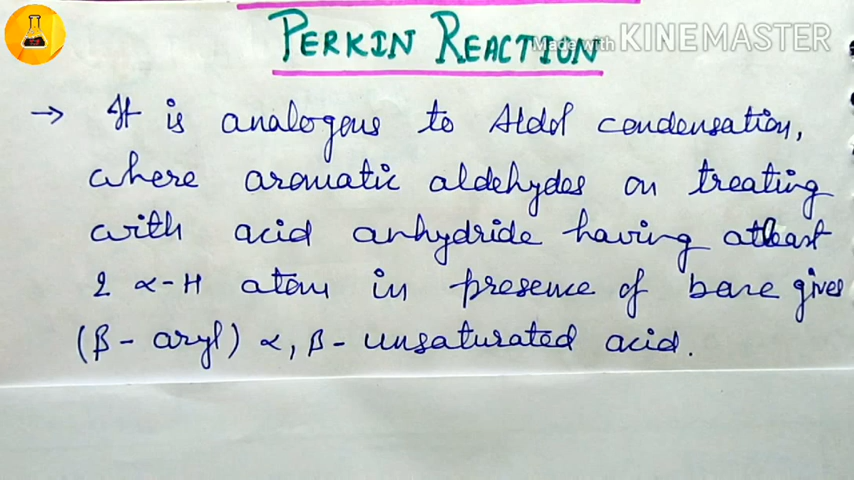 PERKIN REACTION
Made with KINEMASTER
→ It is analogous to Aldol condensation,
where aromatic aldehydes on treating
with acid anhydride having atleast
2 α-H atom in presence of base gives
(β- aryl) α, β- unsaturated acid.